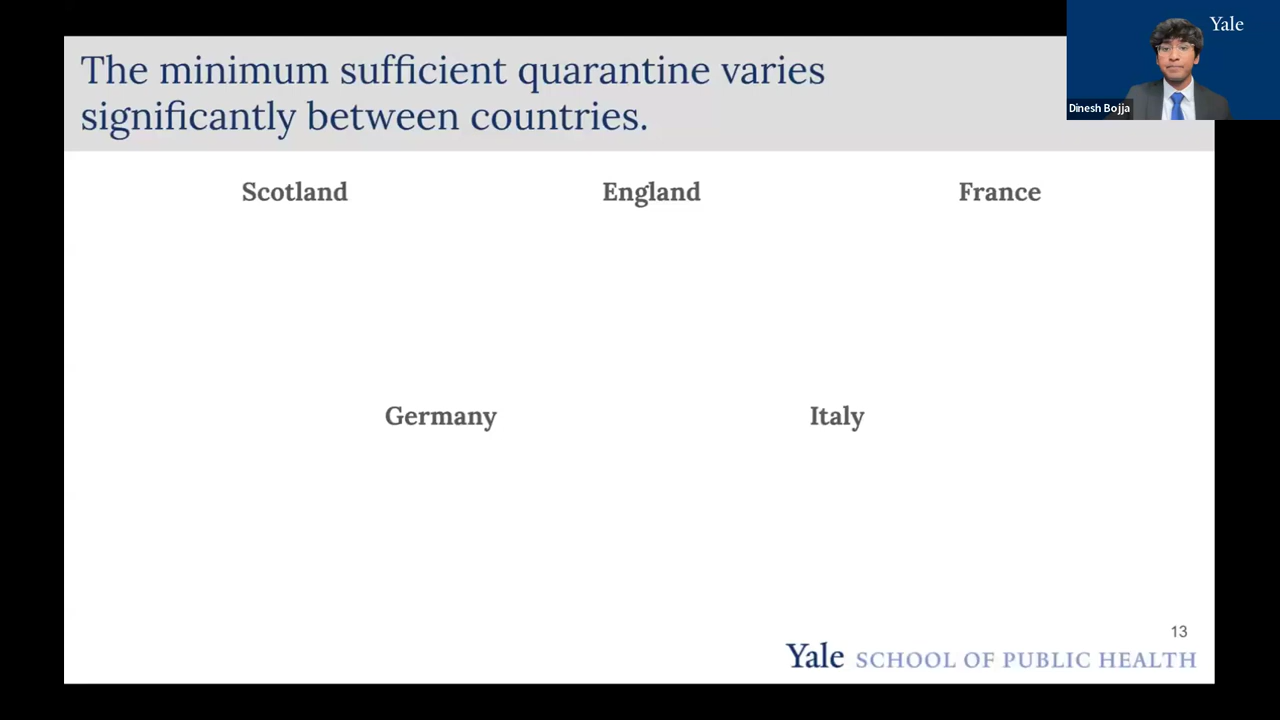 Yale
Dinesh Bojja
The minimum sufficient quarantine varies
significantly between countries.
Scotland England France
Germany Italy
13
Yale SCHOOL OF PUBLIC HEALTH